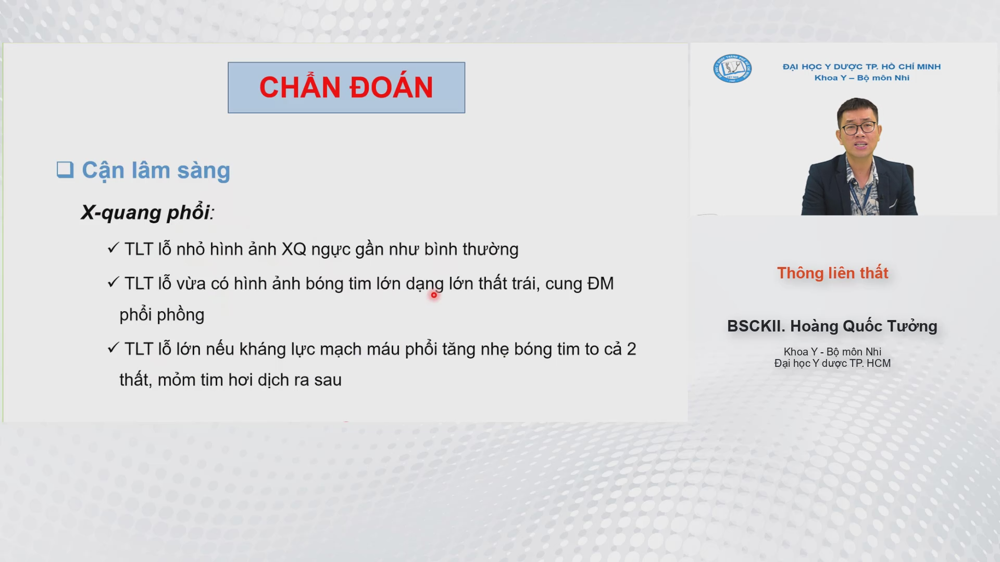 CHẨN ĐOÁN
Cận lâm sàng
X-quang phổi:
TLT lỗ nhỏ hình ảnh XQ ngực gần như bình thường
TLT lỗ vừa có hình ảnh bóng tim lớn dạng lớn thất trái, cung ĐM
phổi phồng
TLT lỗ lớn nếu kháng lực mạch máu phổi tăng nhẹ bóng tim to cả 2
thất, mỏm tim hơi dịch ra sau
ĐẠI HỌC Y DƯỢC TP. HỒ CHÍ MINH
Khoa Y – Bộ môn Nhi
Thông liên thất
BSCKII. Hoàng Quốc Tưởng
Khoa Y - Bộ môn Nhi
Đại học Y dược TP. HCM